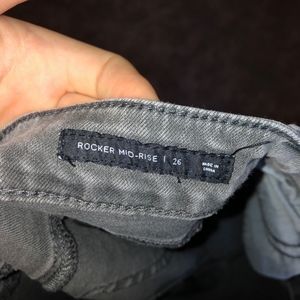 ROCKER MID-RISE | 26
MADE IN
CHINA